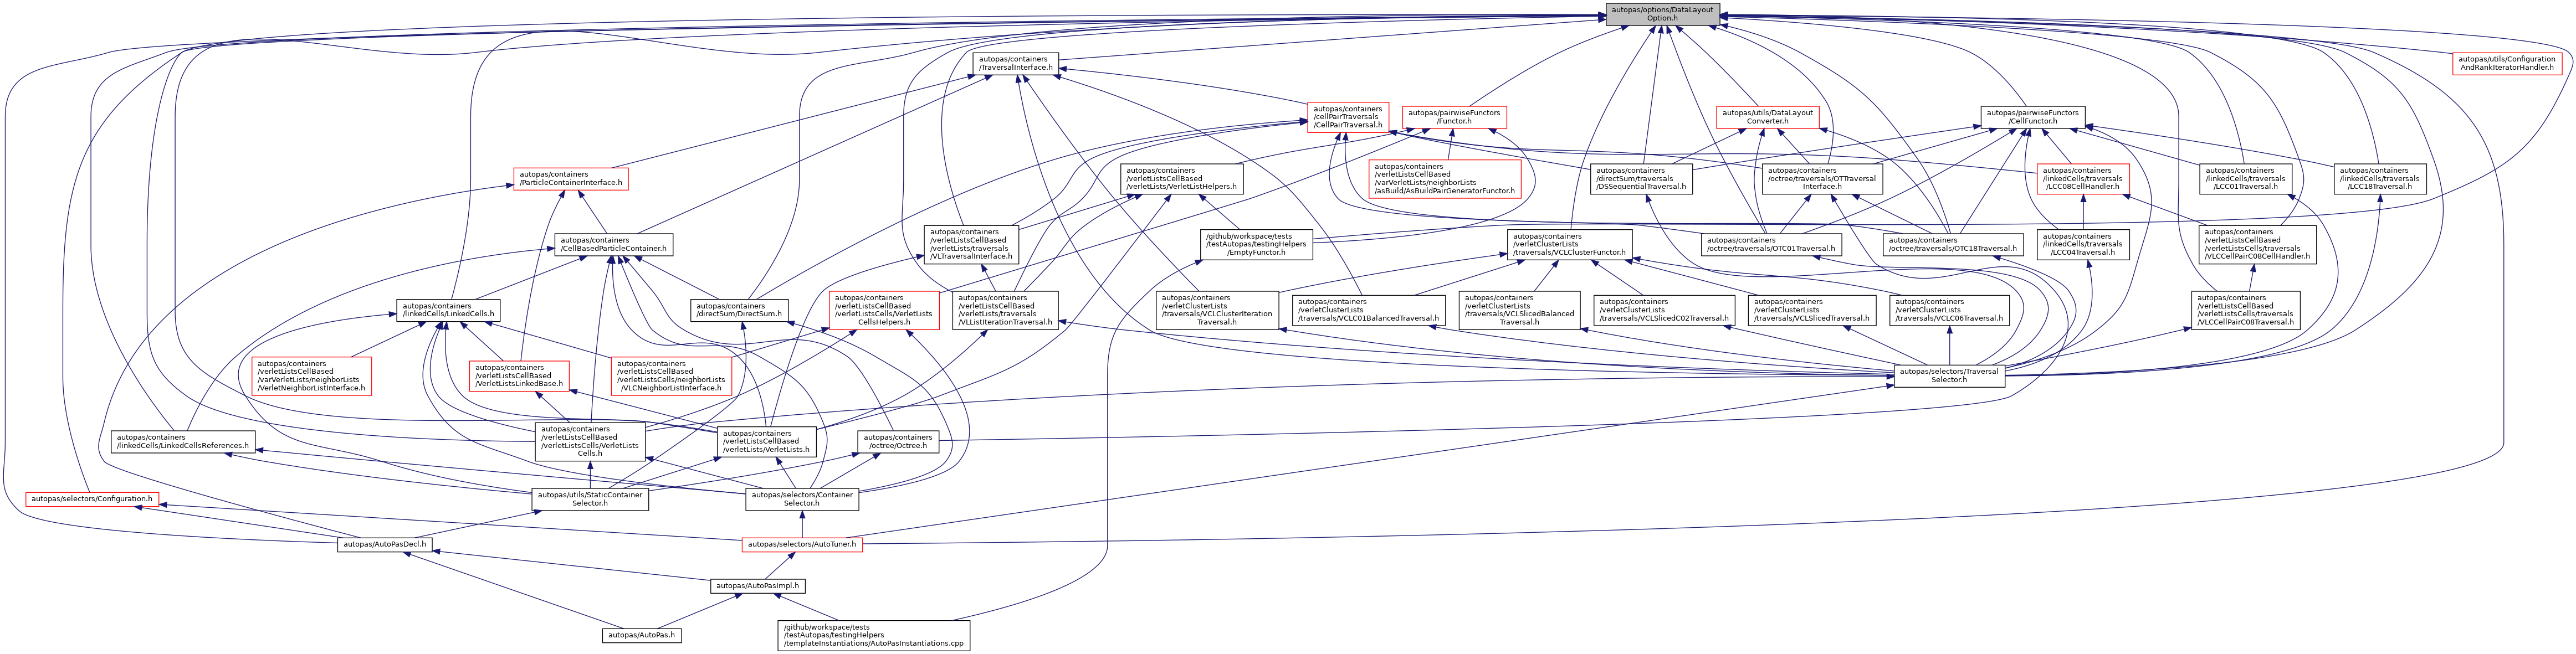 autopas/options/DataLayout
Option.h
autopas/containers
/TraversalInterface.h
autopas/utils/Configuration
AndRankIteratorHandler.h
autopas/containers
/cellPairTraversals
/CellPairTraversal.h
autopas/pairwiseFunctors
/Functor.h
autopas/utils/DataLayout
Converter.h
autopas/pairwiseFunctors
/CellFunctor.h
autopas/containers
/ParticleContainerInterface.h
autopas/containers
/verletListsCellBased
/verletLists/VerletListHelpers.h
autopas/containers
/verletListsCellBased
/varVerletLists/neighborLists
/asBuild/AsBuildPairGeneratorFunctor.h
autopas/containers
/directSum/traversals
/DSSequentialTraversal.h
autopas/containers
/octree/traversals/OTTraversal
Interface.h
autopas/containers
/linkedCells/traversals
/LCC08CellHandler.h
autopas/containers
/linkedCells/traversals
/LCC01Traversal.h
autopas/containers
/linkedCells/traversals
/LCC18Traversal.h
autopas/containers
/CellBasedParticleContainer.h
autopas/containers
/verletListsCellBased
/verletLists/traversals
/VLTraversalInterface.h
/github/workspace/tests
/testAutopas/testingHelpers
/EmptyFunctor.h
autopas/containers
/verletClusterLists
/traversals/VCLClusterFunctor.h
autopas/containers
/octree/traversals/OTC01Traversal.h
autopas/containers
/octree/traversals/OTC18Traversal.h
autopas/containers
/linkedCells/traversals
/LCC04Traversal.h
autopas/containers
/verletListsCellBased
/verletListsCells/traversals
/VLCCellPairC08CellHandler.h
autopas/containers
/linkedCells/LinkedCells.h
autopas/containers
/directSum/DirectSum.h
autopas/containers
/verletListsCellBased
/verletListsCells/VerletLists
CellsHelpers.h
autopas/containers
/verletListsCellBased
/verletLists/traversals
/VLListIterationTraversal.h
autopas/containers
/verletClusterLists
/traversals/VCLClusterIteration
Traversal.h
autopas/containers
/verletClusterLists
/traversals/VCLC01BalancedTraversal.h
autopas/containers
/verletClusterLists
/traversals/VCLSlicedBalanced
Traversal.h
autopas/containers
/verletClusterLists
/traversals/VCLSlicedC02Traversal.h
autopas/containers
/verletClusterLists
/traversals/VCLSlicedTraversal.h
autopas/containers
/verletClusterLists
/traversals/VCLC06Traversal.h
autopas/containers
/verletListsCellBased
/verletListsCells/traversals
/VLCCellPairC08Traversal.h
autopas/containers
/verletListsCellBased
/varVerletLists/neighborLists
/VerletNeighborListInterface.h
autopas/containers
/verletListsCellBased
/VerletListsLinkedBase.h
autopas/containers
/verletListsCellBased
/verletListsCells/neighborLists
/VLCNeighborListInterface.h
autopas/selectors/Traversal
Selector.h
autopas/containers
/linkedCells/LinkedCellsReferences.h
autopas/containers
/verletListsCellBased
/verletListsCells/VerletLists
Cells.h
autopas/containers
/verletListsCellBased
/verletLists/VerletLists.h
autopas/containers
/octree/Octree.h
autopas/selectors/Configuration.h
autopas/utils/StaticContainer
Selector.h
autopas/selectors/Container
Selector.h
autopas/AutoPasDecl.h
autopas/selectors/AutoTuner.h
autopas/AutoPasImpl.h
autopas/AutoPas.h
/github/workspace/tests
/testAutopas/testingHelpers
/templateInstantiations/AutoPasInstantiations.cpp